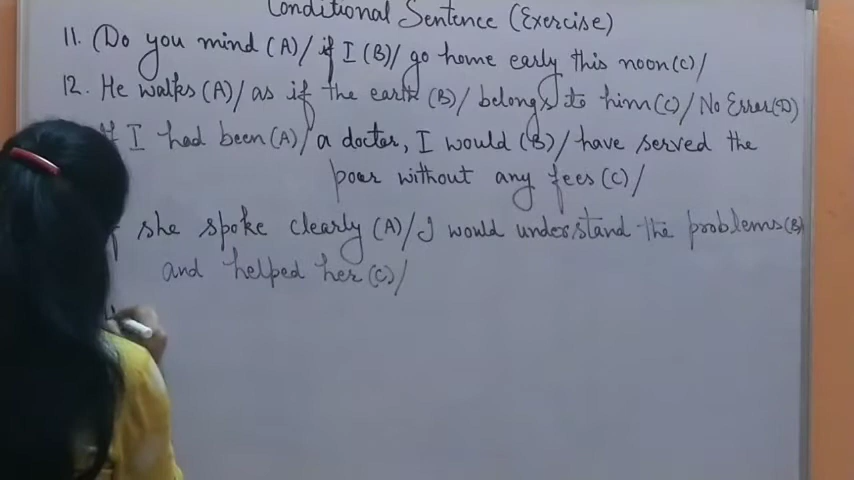 Conditional Sentence (Exercise)
11. (Do you mind (A)/ if I (B)/ go home early this noon (C)/
12. He walks (A)/ as if the earth (B)/ belongs to him (C)/ No Error (D)
If I had been (A)/ a doctor, I would (B)/ have served the
poor without any fees (C)/
she spoke clearly (A)/ I would understand the problems (B)
and helped her (C)/